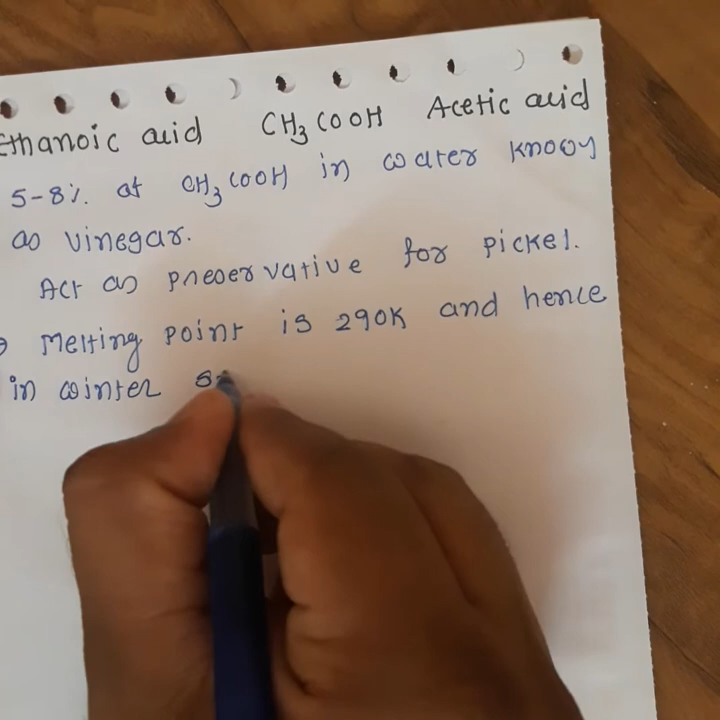 Ethanoic acid CH3COOH Acetic acid
5-8% of CH3COOH in water know
as vinegar.
Act as preservative for pickel.
Melting point is 290K and hence
in winter